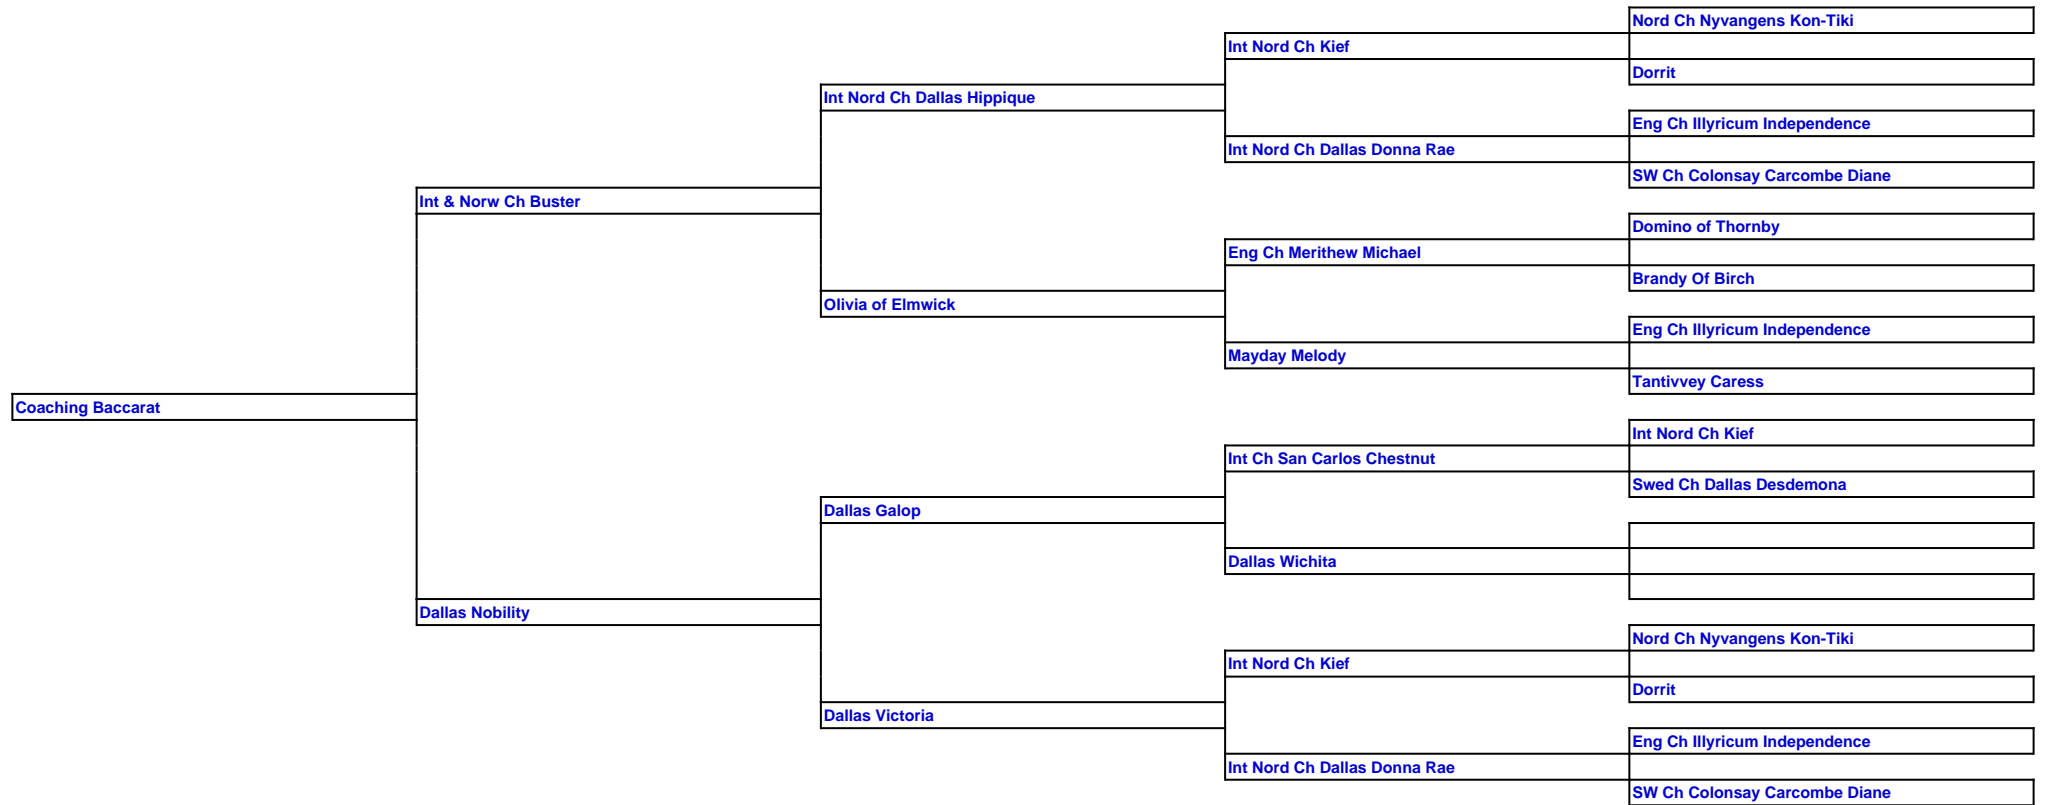 Nord Ch Nyvangens Kon-Tiki
Int Nord Ch Kief
Dorrit
Int Nord Ch Dallas Hippique
Eng Ch Illyricum Independence
Int Nord Ch Dallas Donna Rae
SW Ch Colonsay Carcombe Diane
Int & Norw Ch Buster
Domino of Thornby
Eng Ch Merithew Michael
Brandy Of Birch
Olivia of Elmwick
Eng Ch Illyricum Independence
Mayday Melody
Tantivvey Caress
Coaching Baccarat
Int Nord Ch Kief
Int Ch San Carlos Chestnut
Swed Ch Dallas Desdemona
Dallas Galop
Dallas Wichita
Dallas Nobility
Nord Ch Nyvangens Kon-Tiki
Int Nord Ch Kief
Dorrit
Dallas Victoria
Eng Ch Illyricum Independence
Int Nord Ch Dallas Donna Rae
SW Ch Colonsay Carcombe Diane